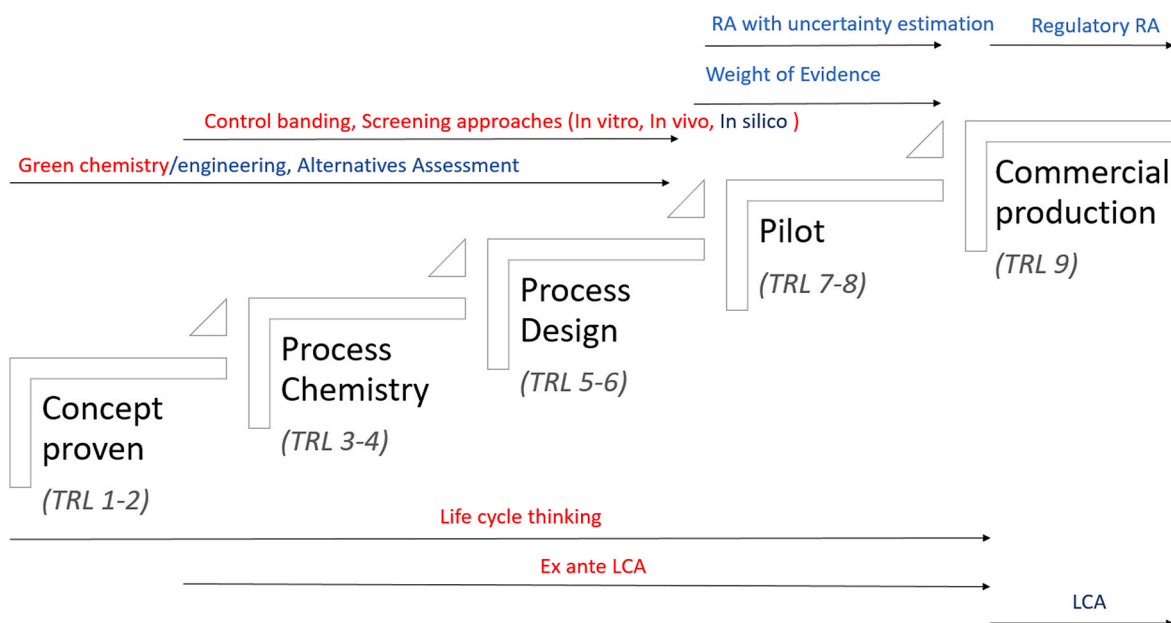 RA with uncertainty estimation
Regulatory RA
Weight of Evidence
Control banding, Screening approaches (In vitro, In vivo, In silico )
Green chemistry/engineering, Alternatives Assessment
Commercial
production
(TRL 9)
Pilot
(TRL 7-8)
Process
Design
(TRL 5-6)
Process
Chemistry
(TRL 3-4)
Concept
proven
(TRL 1-2)
Life cycle thinking
Ex ante LCA
LCA